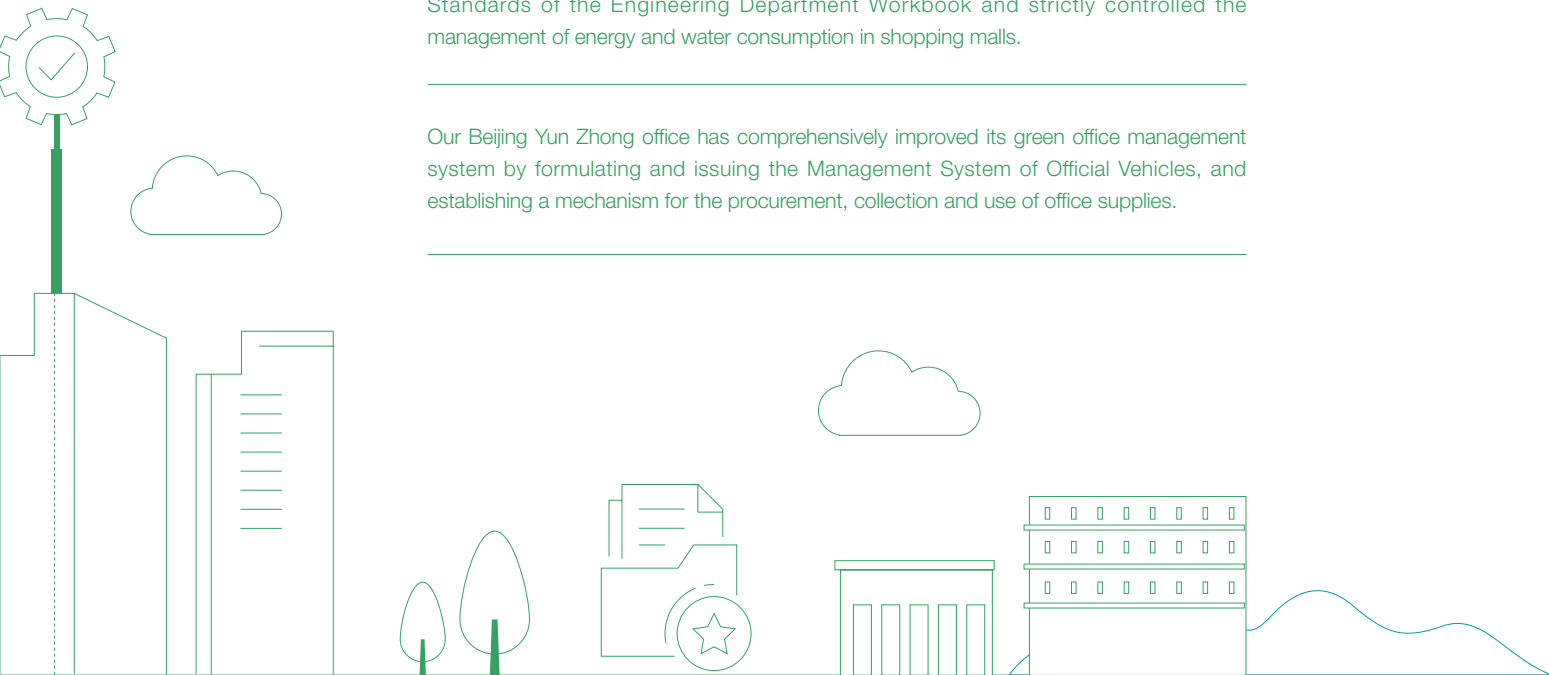 Standards of the Engineering Department Workbook and strictly controlled the
management of energy and water consumption in shopping malls.
Our Beijing Yun Zhong office has comprehensively improved its green office management
system by formulating and issuing the Management System of Official Vehicles, and
establishing a mechanism for the procurement, collection and use of office supplies.